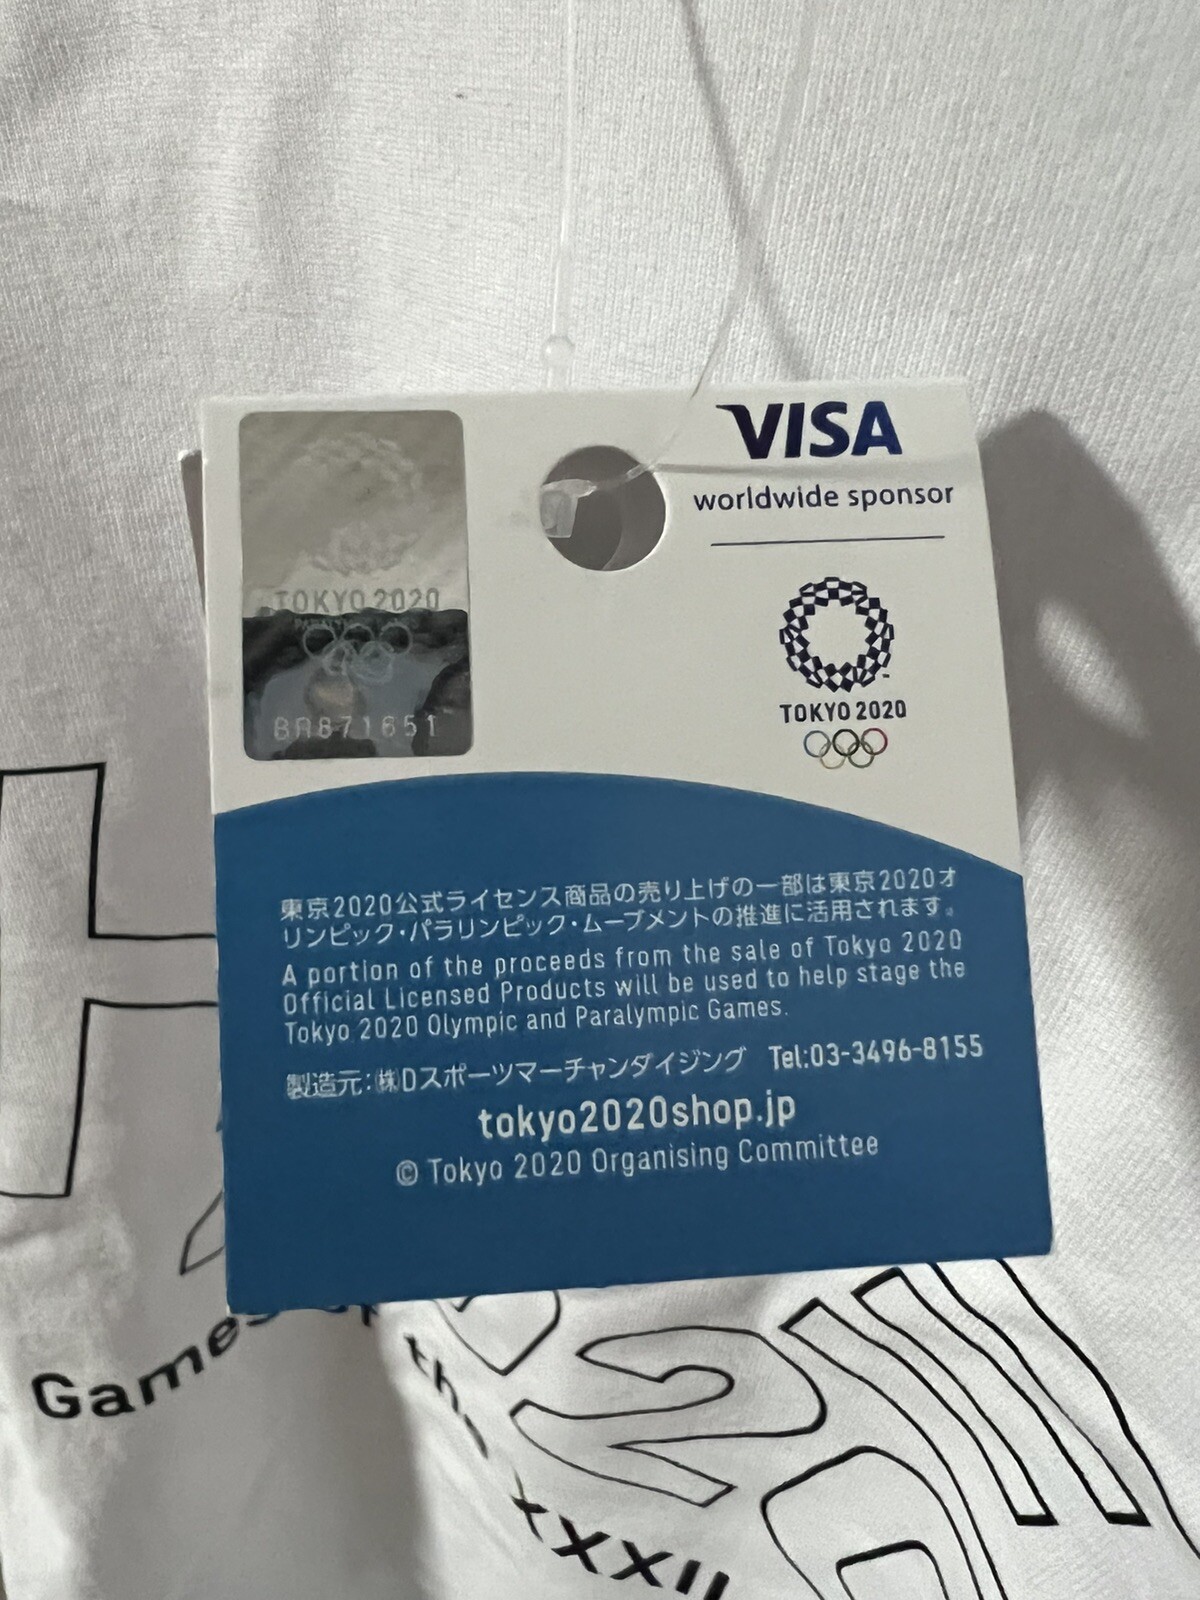 VISA
worldwide sponsor
TOKYO 2020
BA871651
TOKYO 2020
東京2020公式ライセンス商品の売り上げの一部は東京2020オ
リンピック・パラリンピック・ムーブメントの推進に活用されます。
A portion of the proceeds from the sale of Tokyo 2020
Official Licensed Products will be used to help stage the
Tokyo 2020 Olympic and Paralympic Games.
製造元:㈱Dスポーツマーチャンダイジング Tel:03-3496-8155
tokyo2020shop.jp
© Tokyo 2020 Organising Committee
Games of the XXXII